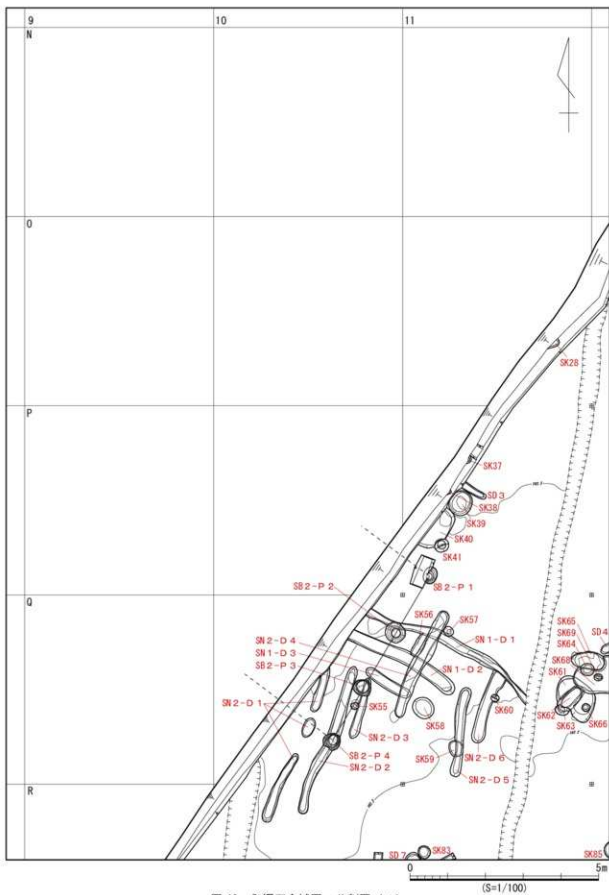 9
10
11
N
O
P
Q
R
SK28
SK37
SD3
SK38
SK39
SK40
SK41
SB2-P1
SB2-P2
SK56
SK57
SN2-D4
SN1-D1
SN1-D3
SB2-P3
SN1-D2
SN2-D1
SK55
SK60
SK58
SN2-D3
SB2-P4
SN2-D6
SN2-D2
SK59
SN2-D5
SK65
SD4
SK69
SK64
SK68
SK61
SK62
SK63
SK66
SD7
SK83
SK85
0
5m
(S=1/100)